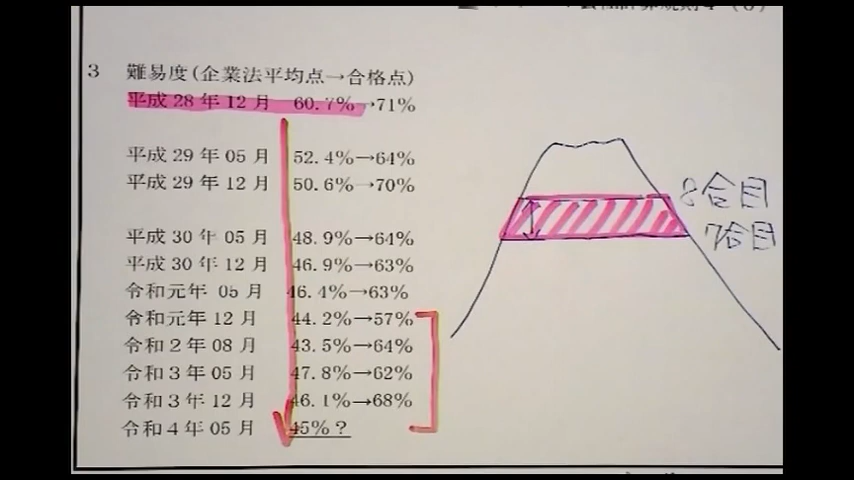 3 難易度(企業法平均点→合格点)
平成28年12月 60.7%→71%
平成29年05月 52.4%→64%
平成29年12月 50.6%→70%
平成30年05月 48.9%→64%
平成30年12月 46.9%→63%
令和元年 05月 46.4%→63%
令和元年12月 44.2%→57%
令和2年08月 43.5%→64%
令和3年05月 47.8%→62%
令和3年12月 46.1%→68%
令和4年05月 45%?
8合目
7合目